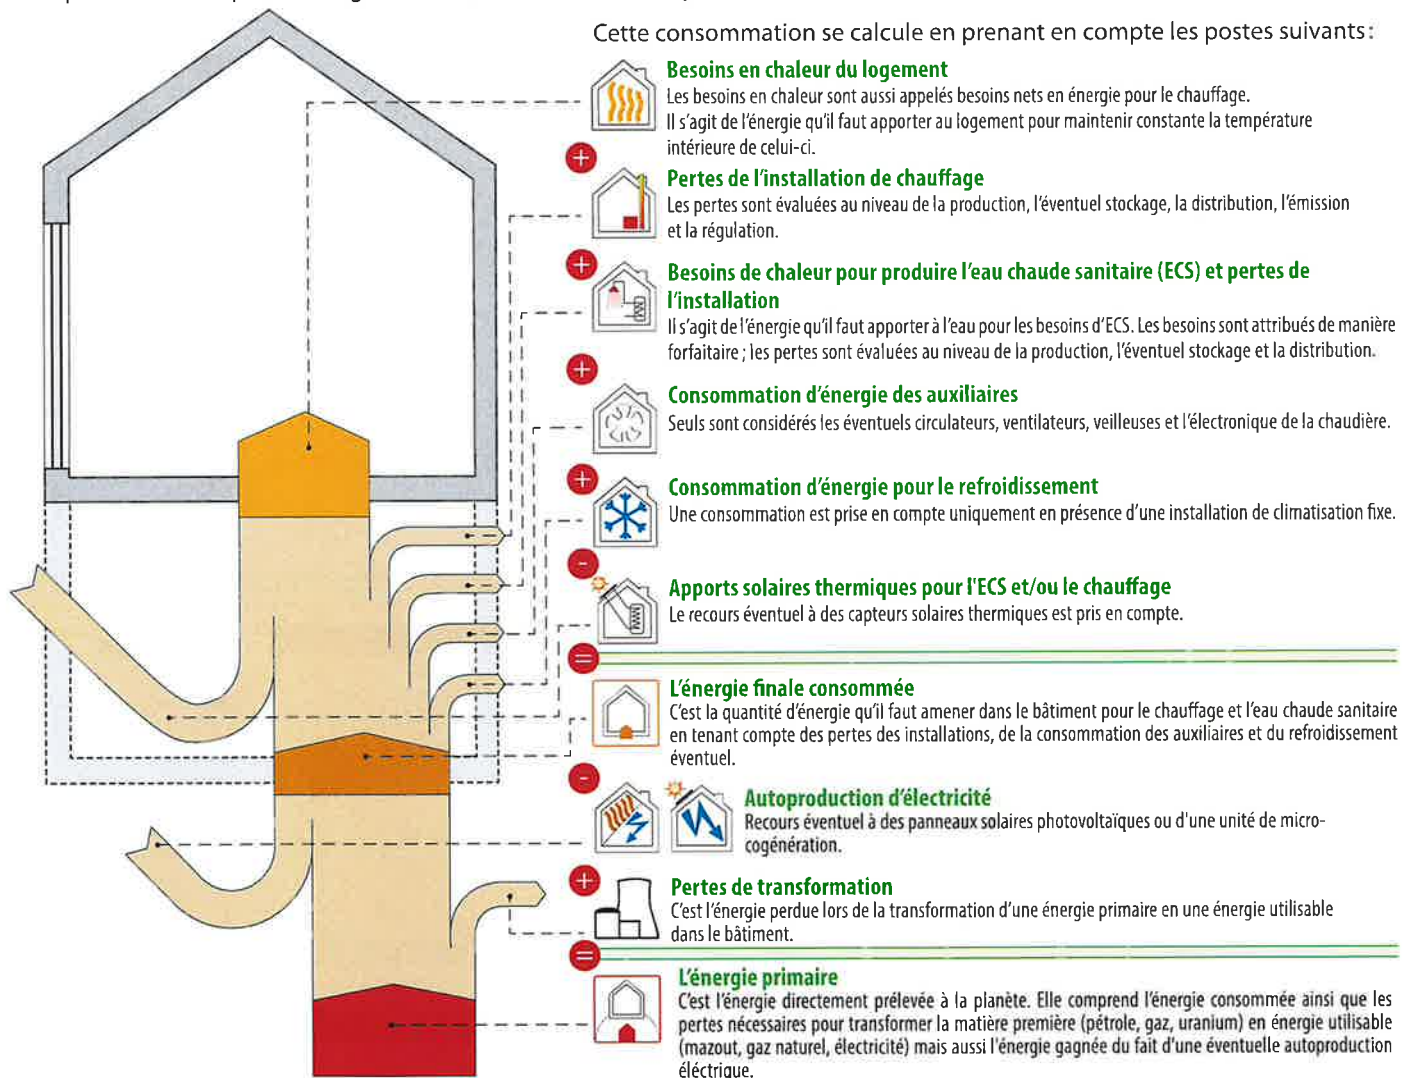 Cette consommation se calcule en prenant en compte les postes suivants :
Besoins en chaleur du logement
Les besoins en chaleur sont aussi appelés besoins nets en énergie pour le chauffage.
Il s'agit de l'énergie qu'il faut apporter au logement pour maintenir constante la température
intérieure de celui-ci.
+
Pertes de l'installation de chauffage
Les pertes sont évaluées au niveau de la production, l'éventuel stockage, la distribution, l'émission
et la régulation.
+
Besoins de chaleur pour produire l'eau chaude sanitaire (ECS) et pertes de
l'installation
Il s'agit de l'énergie qu'il faut apporter à l'eau pour les besoins d'ECS. Les besoins sont attribués de manière
forfaitaire ; les pertes sont évaluées au niveau de la production, l'éventuel stockage et la distribution.
+
Consommation d'énergie des auxiliaires
Seuls sont considérés les éventuels circulateurs, ventilateurs, veilleuses et l'électronique de la chaudière.
+
Consommation d'énergie pour le refroidissement
Une consommation est prise en compte uniquement en présence d'une installation de climatisation fixe.
-
Apports solaires thermiques pour l'ECS et/ou le chauffage
Le recours éventuel à des capteurs solaires thermiques est pris en compte.
=
L'énergie finale consommée
C'est la quantité d'énergie qu'il faut amener dans le bâtiment pour le chauffage et l'eau chaude sanitaire
en tenant compte des pertes des installations, de la consommation des auxiliaires et du refroidissement
éventuel.
-
Autoproduction d'électricité
Recours éventuel à des panneaux solaires photovoltaïques ou d'une unité de micro-
cogénération.
+
Pertes de transformation
C'est l'énergie perdue lors de la transformation d'une énergie primaire en une énergie utilisable
dans le bâtiment.
=
L'énergie primaire
C'est l'énergie directement prélevée à la planète. Elle comprend l'énergie consommée ainsi que les
pertes nécessaires pour transformer la matière première (pétrole, gaz, uranium) en énergie utilisable
(mazout, gaz naturel, électricité) mais aussi l'énergie gagnée du fait d'une éventuelle autoproduction
éléctrique.